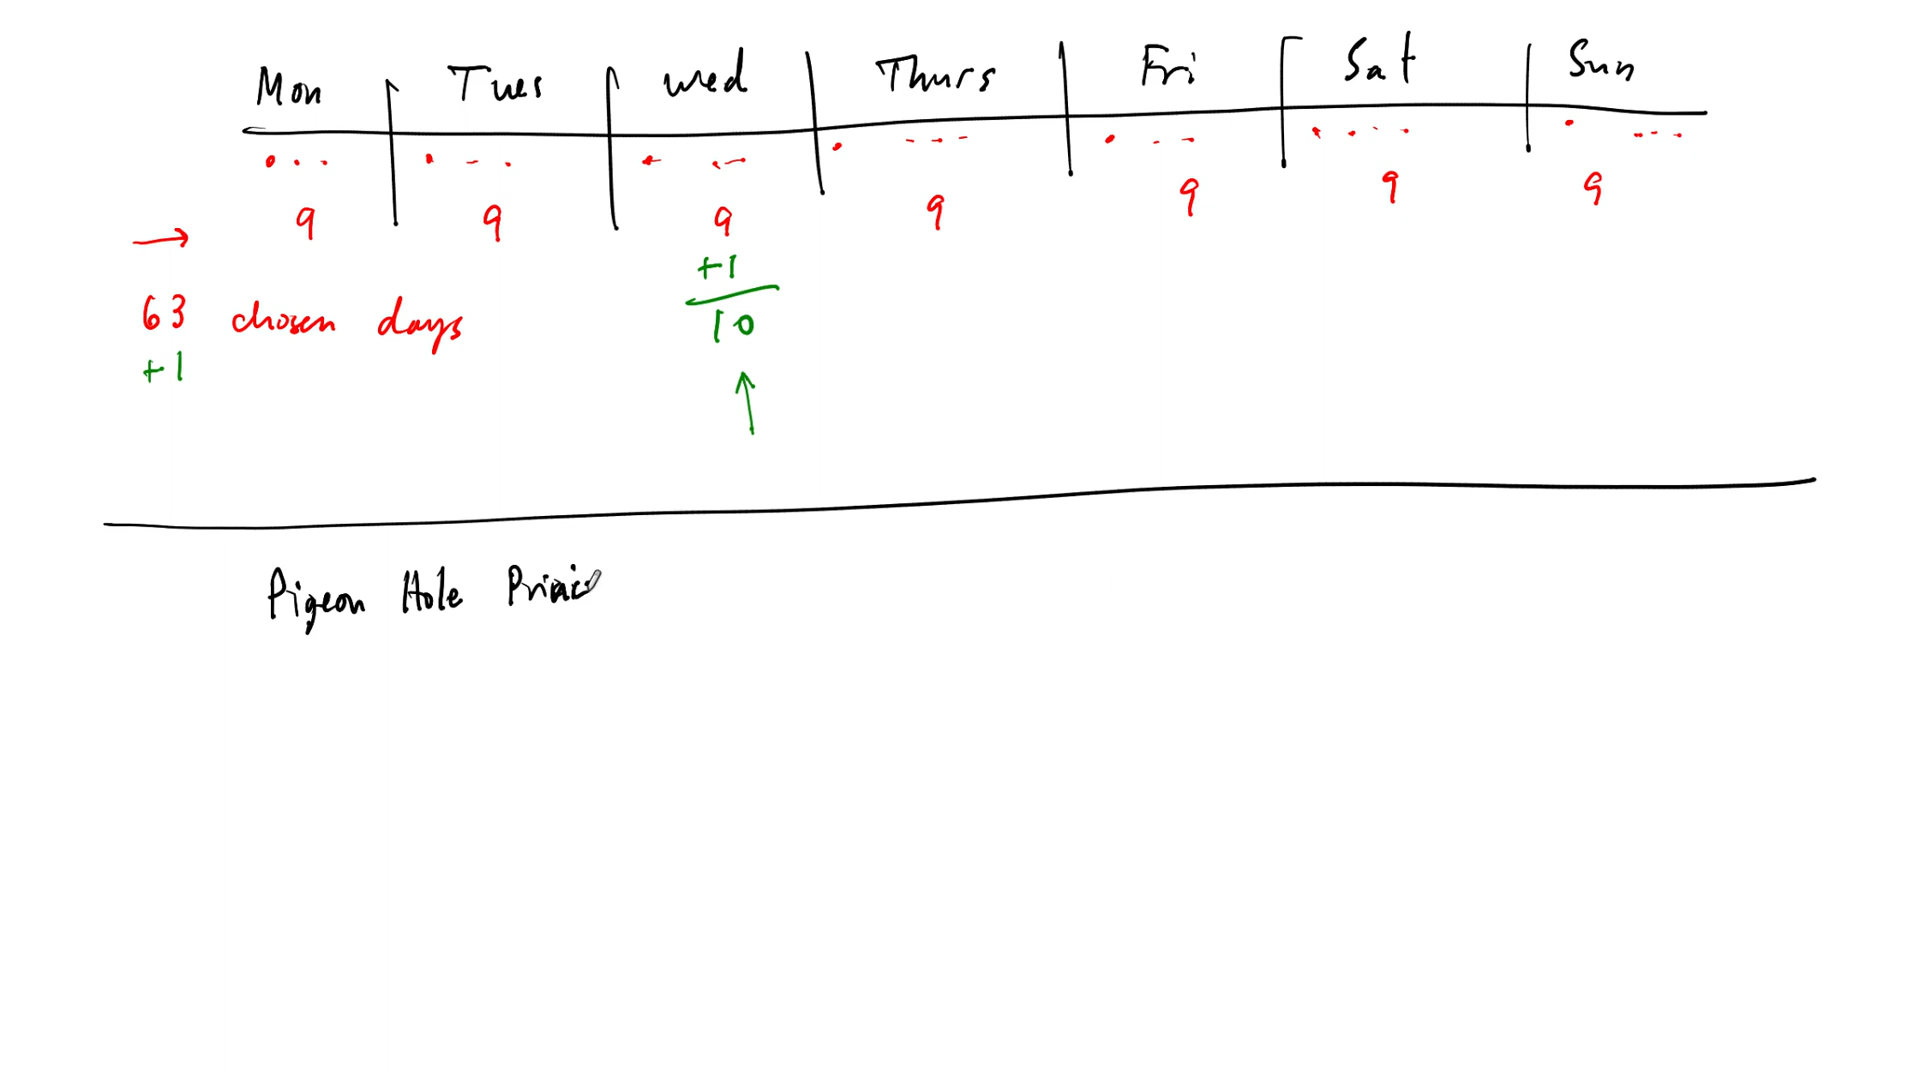 Mon Tues wed Thurs Fri Sat Sun
9 9 9 9 9 9 9
+1
63 chosen days 10
+1
Pigeon Hole